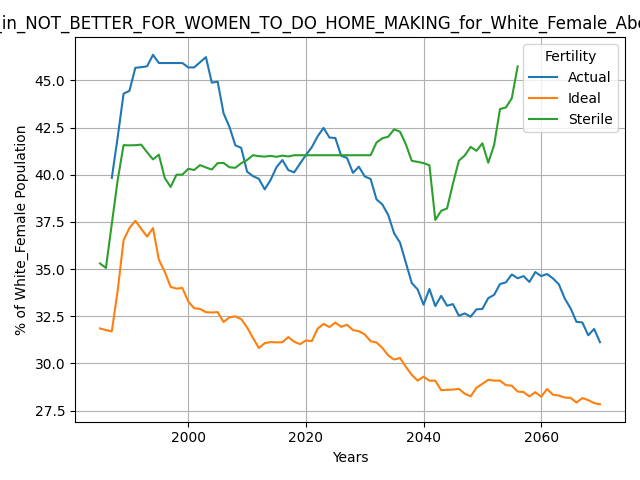 _in_NOT_BETTER_FOR_WOMEN_TO_DO_HOME_MAKING_for_White_Female_Abo
Fertility
Actual
Ideal
Sterile
% of White_Female Population
45.0
42.5
40.0
37.5
35.0
32.5
30.0
27.5
2000
2020
2040
2060
Years